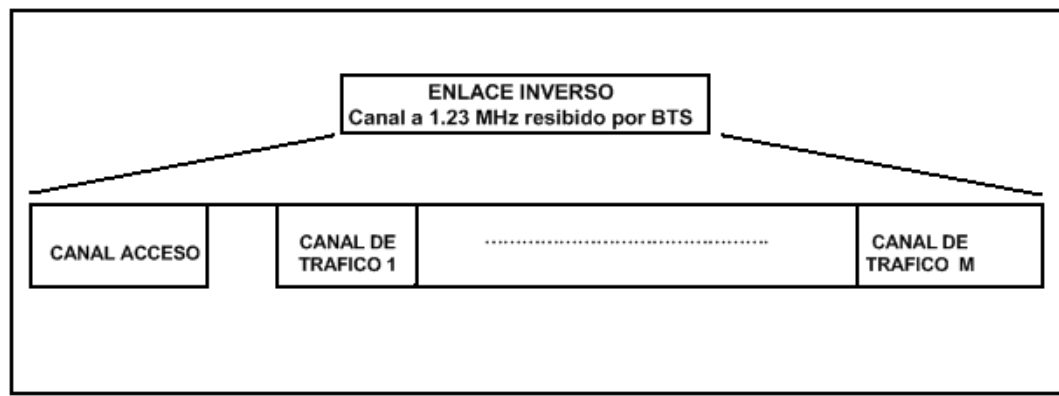 ENLACE INVERSO
Canal a 1.23 MHz resibido por BTS
CANAL ACCESO
CANAL DE
TRAFICO 1
................................................
CANAL DE
TRAFICO M